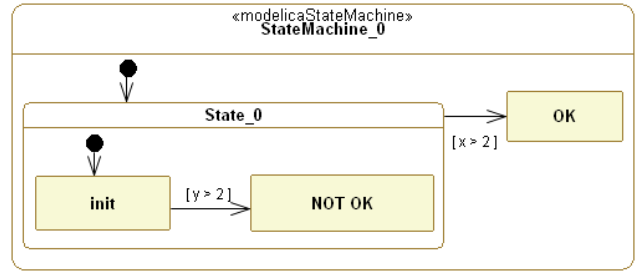 «modelicaStateMachine»
StateMachine_0
State_0
OK
[x > 2]
init
[y > 2]
NOT OK